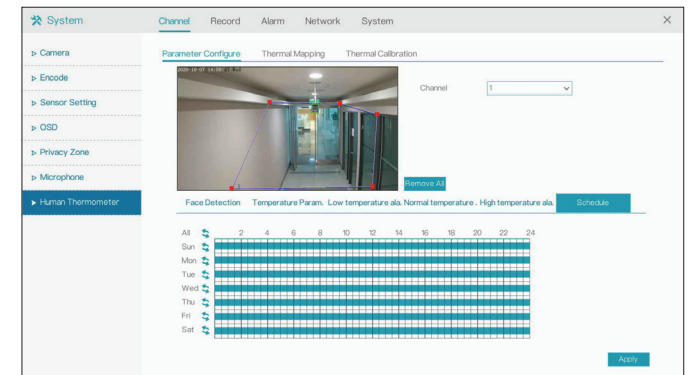 System
Channel Record Alarm Network System
Camera
Encode
Sensor Setting
OSD
Privacy Zone
Microphone
Human Thermometer
Parameter Configure Thermal Mapping Thermal Calibration
Channel 1
Remove All
Face Detection Temperature Param. Low temperature ala. Normal temperature . High temperature ala. Schedule
All 2 4 6 8 10 12 14 16 18 20 22 24
Sun
Mon
Tue
Wed
Thu
Fri
Sat
Apply